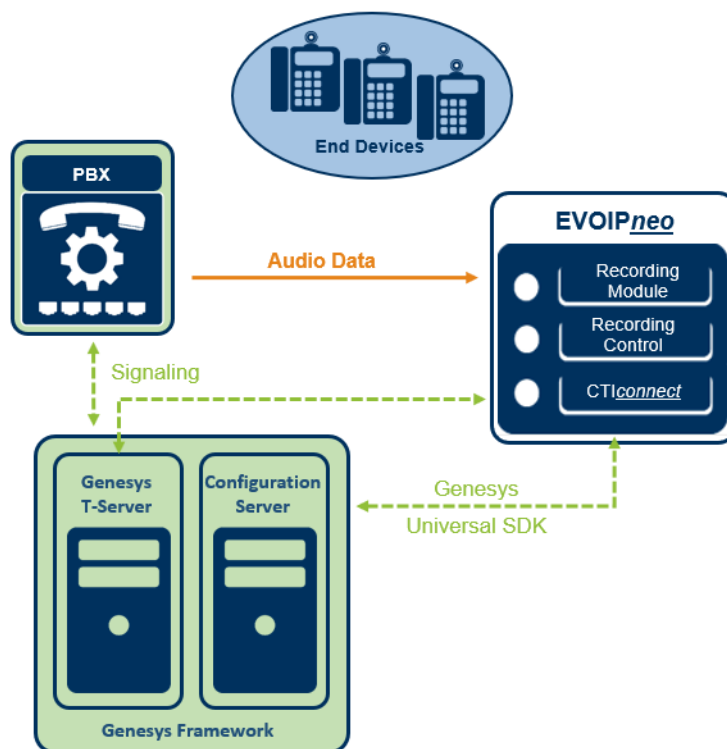 End Devices
PBX
EVOIPneo
Audio Data
Recording
Module
Recording
Control
CTIconnect
Signaling
Genesys
T-Server
Configuration
Server
Genesys
Universal SDK
Genesys Framework